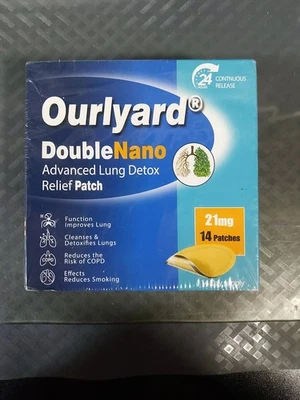 24
CONTINUOUS
RELEASE
Ourlyard®
DoubleNano
Advanced Lung Detox
Relief Patch
21mg
14 Patches
Function
Improves Lung
Cleanses &
Detoxifies Lungs
COPD
Reduces the
Risk of COPD
Effects
Reduces Smoking